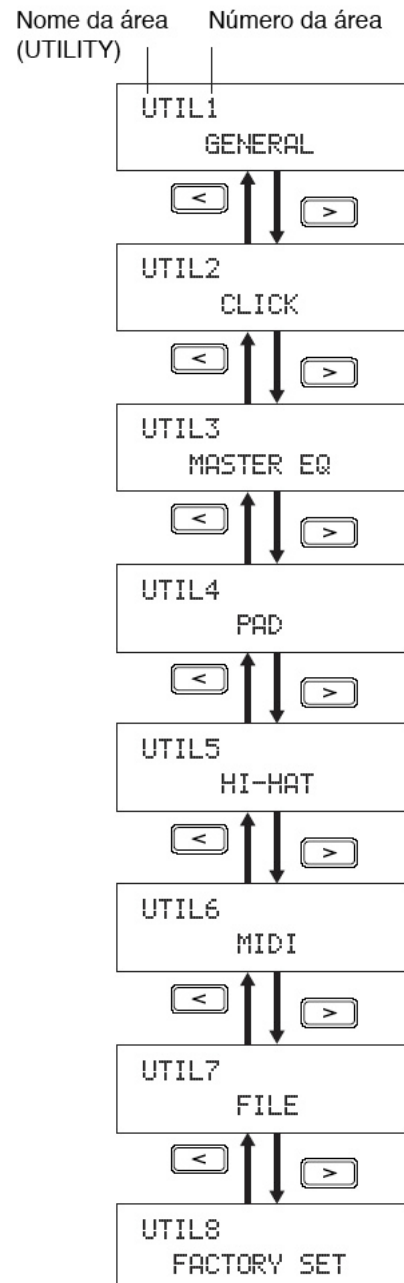 Nome da área Número da área
(UTILITY)
UTIL1
GENERAL
< >
UTIL2
CLICK
< >
UTIL3
MASTER EQ
< >
UTIL4
PAD
< >
UTIL5
HI-HAT
< >
UTIL6
MIDI
< >
UTIL7
FILE
< >
UTIL8
FACTORY SET